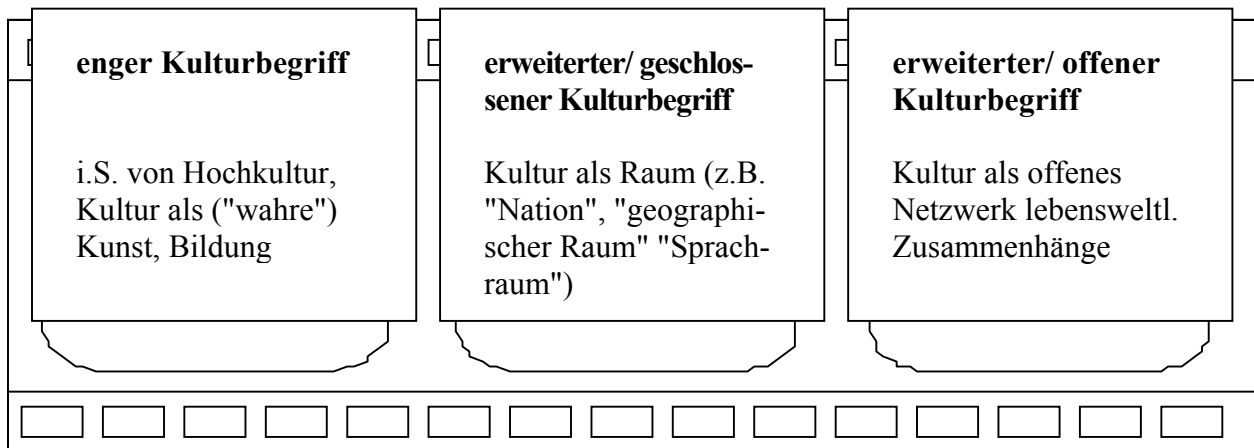 enger Kulturbegriff
i.S. von Hochkultur,
Kultur als ("wahre")
Kunst, Bildung
erweiterter/ geschlos-
sener Kulturbegriff
Kultur als Raum (z.B.
"Nation", "geographi-
scher Raum" "Sprach-
raum")
erweiterter/ offener
Kulturbegriff
Kultur als offenes
Netzwerk lebensweltl.
Zusammenhänge